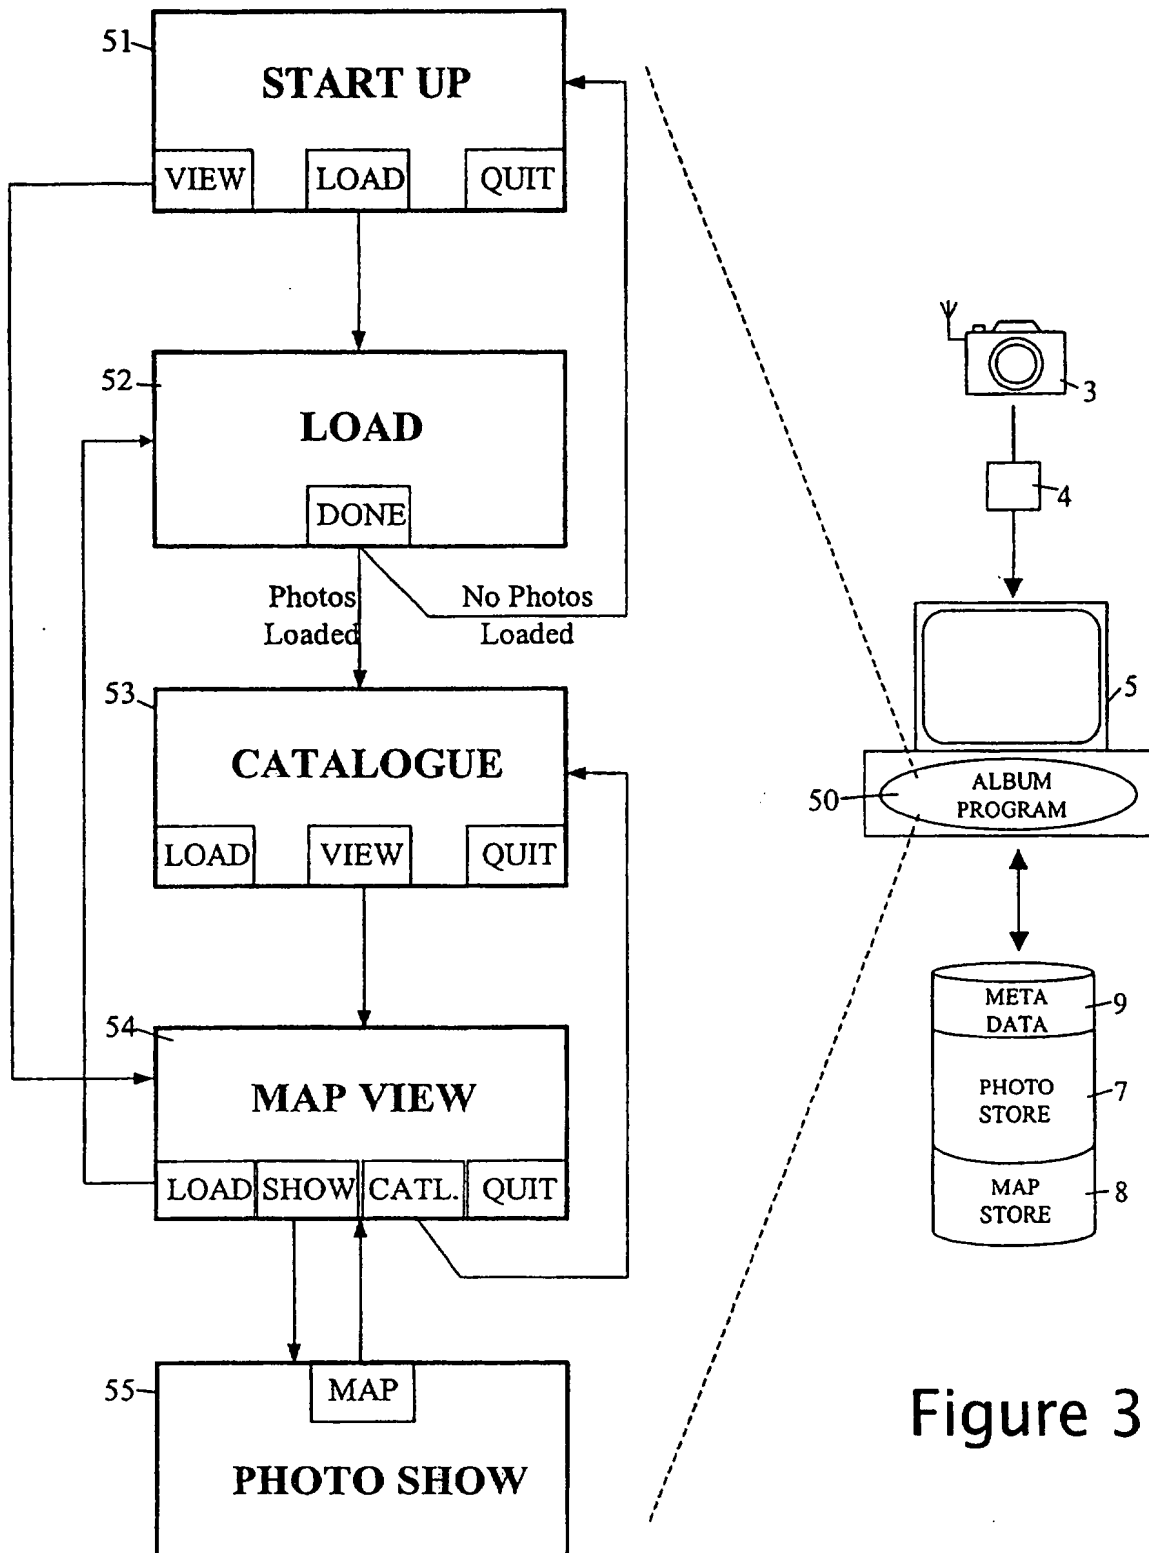 51
START UP
VIEW LOAD QUIT
52
LOAD
DONE
Photos
Loaded
No Photos
Loaded
53
CATALOGUE
LOAD VIEW QUIT
54
MAP VIEW
LOAD SHOW CATL. QUIT
55
MAP
PHOTO SHOW
3
4
5
50
ALBUM
PROGRAM
META
DATA
9
PHOTO
STORE
7
MAP
STORE
8
Figure 3